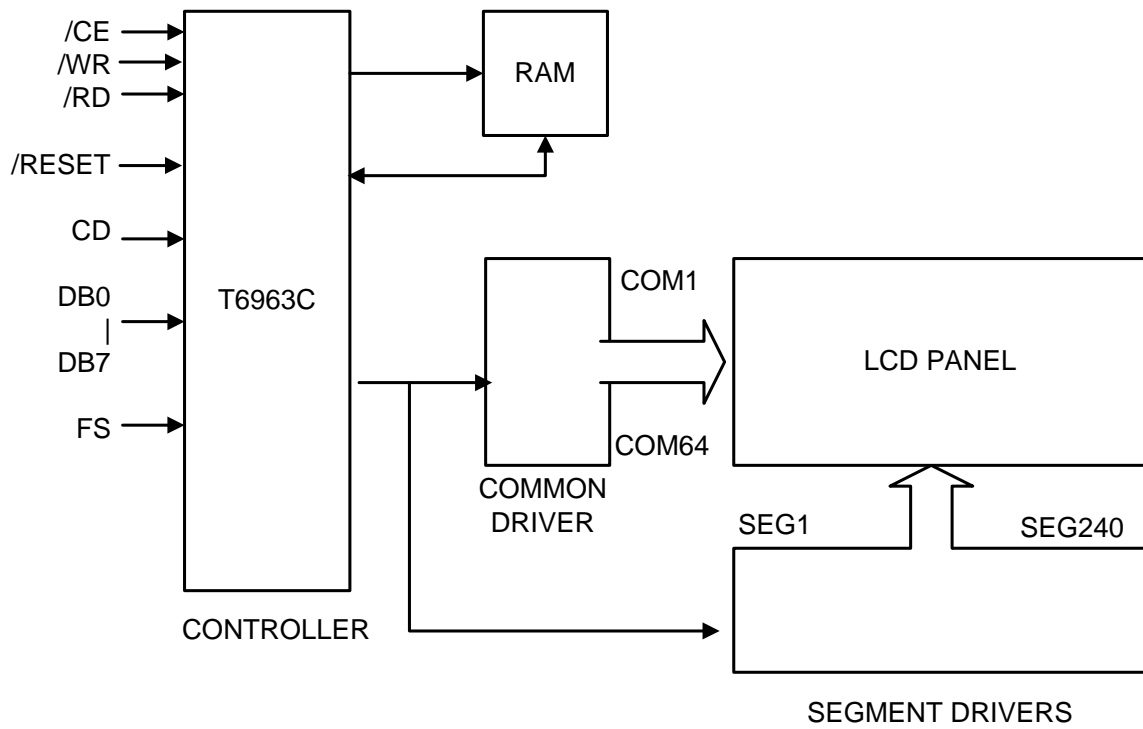 /CE
/WR
/RD
/RESET
CD
DB0
|
DB7
FS
T6963C
CONTROLLER
RAM
COMMON
DRIVER
COM1
COM64
LCD PANEL
SEG1
SEG240
SEGMENT DRIVERS